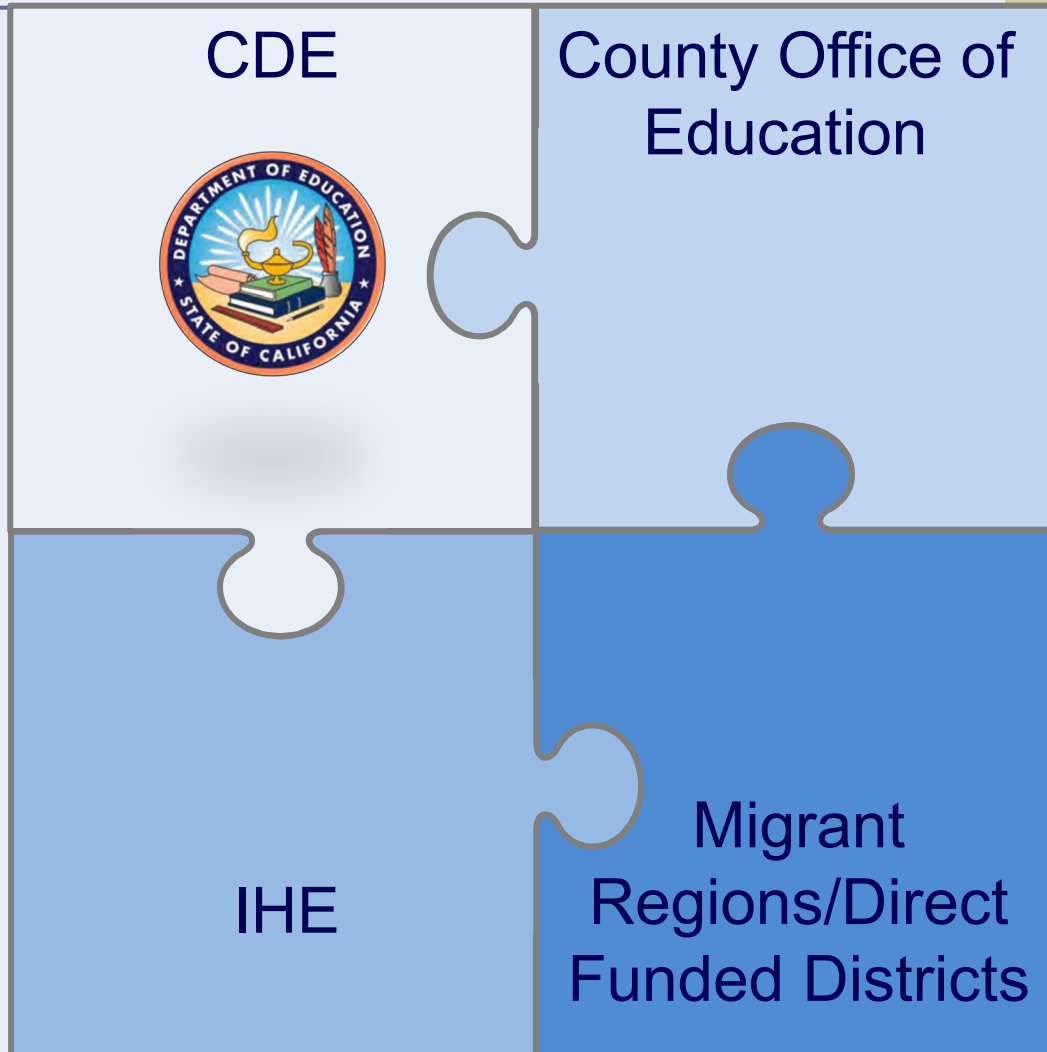 CDE
DEPARTMENT OF EDUCATION
STATE OF CALIFORNIA
County Office of
Education
IHE
Migrant
Regions/Direct
Funded Districts